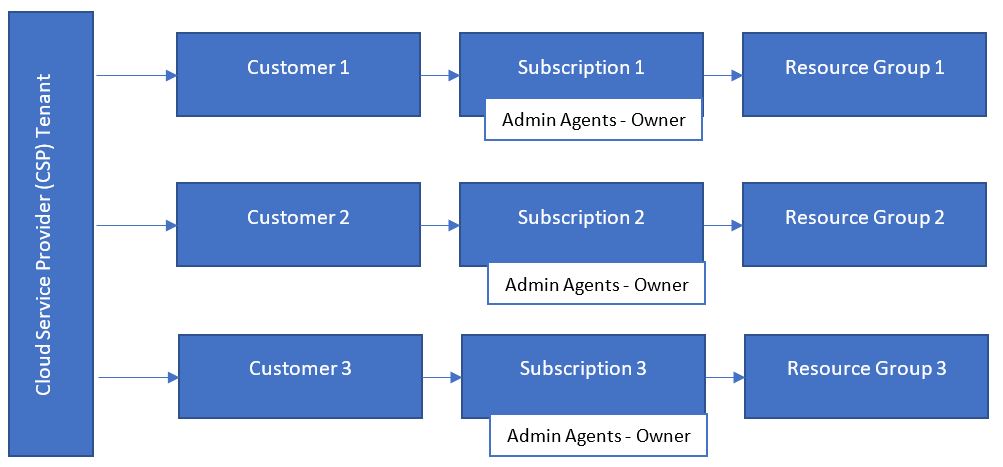 Cloud Service Provider (CSP) Tenant
Customer 1
Subscription 1
Resource Group 1
Admin Agents - Owner
Customer 2
Subscription 2
Resource Group 2
Admin Agents - Owner
Customer 3
Subscription 3
Resource Group 3
Admin Agents - Owner